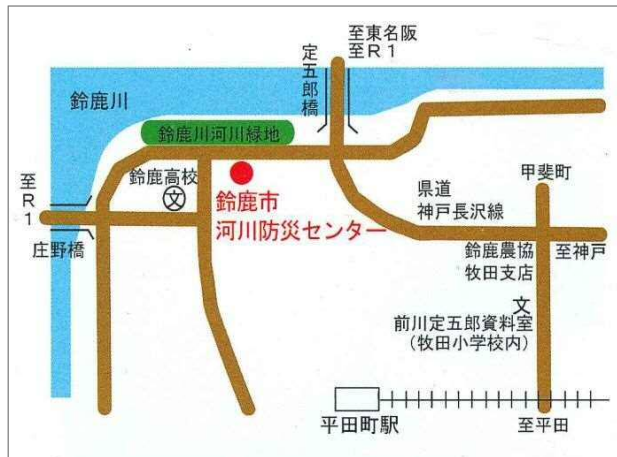 至東名阪
至R1
定五郎橋
鈴鹿川
鈴鹿川河川緑地
鈴鹿高校
文
至R1
庄野橋
鈴鹿市
河川防災センター
県道
神戸長沢線
甲斐町
鈴鹿農協
牧田支店
至神戸
文
前川定五郎資料室
(牧田小学校内)
平田町駅
至平田